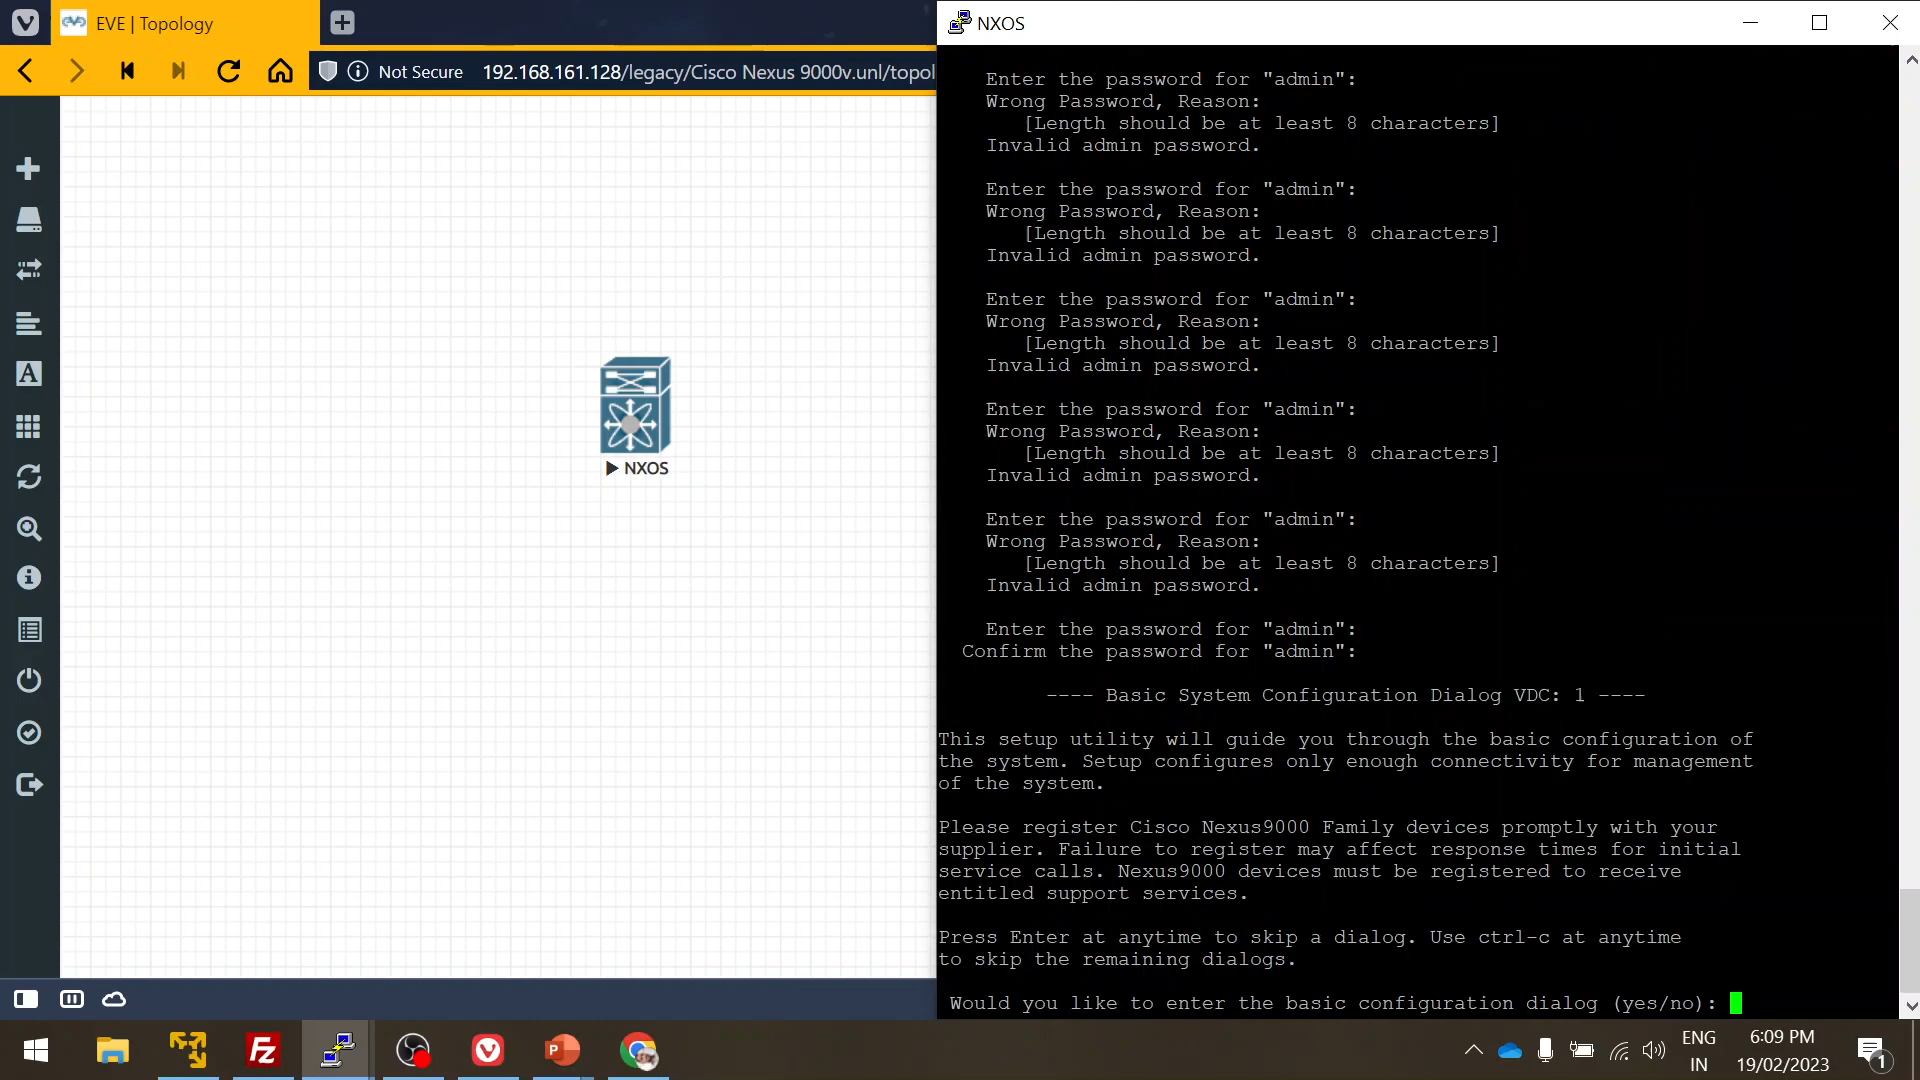 EVE | Topology
Not Secure 192.168.161.128/legacy/Cisco Nexus 9000v.unl/topol
NXOS
NXOS
Enter the password for "admin":
Wrong Password, Reason:
[Length should be at least 8 characters]
Invalid admin password.
Enter the password for "admin":
Wrong Password, Reason:
[Length should be at least 8 characters]
Invalid admin password.
Enter the password for "admin":
Wrong Password, Reason:
[Length should be at least 8 characters]
Invalid admin password.
Enter the password for "admin":
Wrong Password, Reason:
[Length should be at least 8 characters]
Invalid admin password.
Enter the password for "admin":
Wrong Password, Reason:
[Length should be at least 8 characters]
Invalid admin password.
Enter the password for "admin":
Confirm the password for "admin":
---- Basic System Configuration Dialog VDC: 1 ----
This setup utility will guide you through the basic configuration of
the system. Setup configures only enough connectivity for management
of the system.
Please register Cisco Nexus9000 Family devices promptly with your
supplier. Failure to register may affect response times for initial
service calls. Nexus9000 devices must be registered to receive
entitled support services.
Press Enter at anytime to skip a dialog. Use ctrl-c at anytime
to skip the remaining dialogs.
Would you like to enter the basic configuration dialog (yes/no):
ENG
IN
6:09 PM
19/02/2023
1